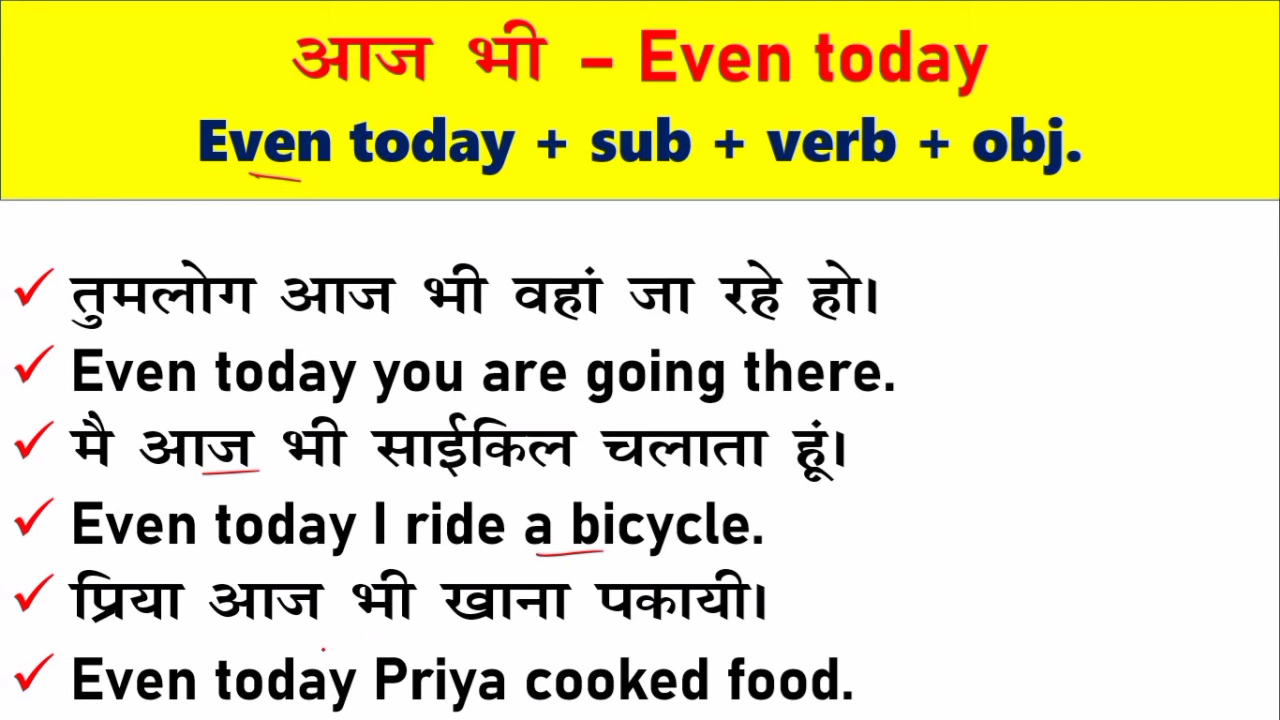 आज भी – Even today
Even today + sub + verb + obj.
तुमलोग आज भी वहां जा रहे हो।
Even today you are going there.
मै आज भी साईकिल चलाता हूं।
Even today I ride a bicycle.
प्रिया आज भी खाना पकायी।
Even today Priya cooked food.